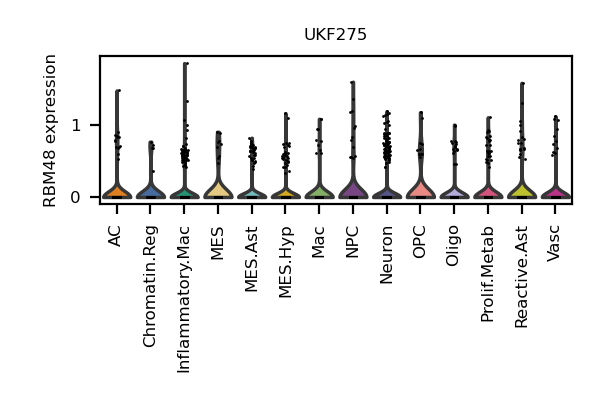 UKF275
RBM48 expression
1
0
AC
Chromatin.Reg
Inflammatory.Mac
MES
MES.Ast
MES.Hyp
Mac
NPC
Neuron
OPC
Oligo
Prolif.Metab
Reactive.Ast
Vasc